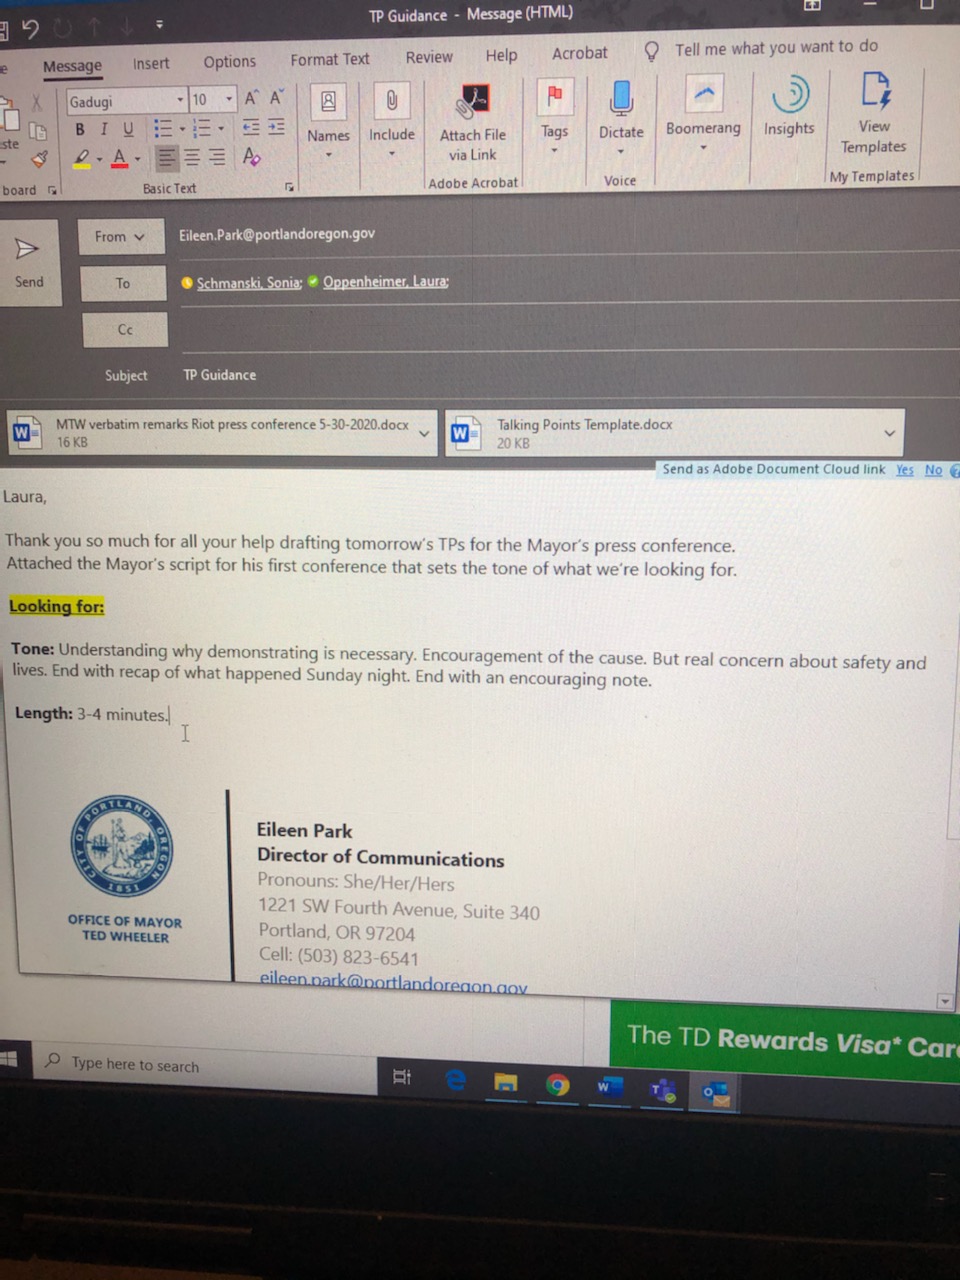 TP Guidance - Message (HTML)
Message Insert Options Format Text Review Help Acrobat Tell me what you want to do
Gadugi 10 A A
B I U
A
Names
Include
Attach File
via Link
Tags
Dictate
Boomerang
Insights
View
Templates
board
Basic Text
Adobe Acrobat
Voice
My Templates
Send
From Eileen.Park@portlandoregon.gov
To Schmanski, Sonia; Oppenheimer, Laura;
Cc
Subject TP Guidance
MTW verbatim remarks Riot press conference 5-30-2020.docx
16 KB
Talking Points Template.docx
20 KB
Send as Adobe Document Cloud link Yes No
Laura,
Thank you so much for all your help drafting tomorrow's TPs for the Mayor's press conference.
Attached the Mayor's script for his first conference that sets the tone of what we're looking for.
Looking for:
Tone: Understanding why demonstrating is necessary. Encouragement of the cause. But real concern about safety and
lives. End with recap of what happened Sunday night. End with an encouraging note.
Length: 3-4 minutes.
CITY OF PORTLAND, OREGON
1851
OFFICE OF MAYOR
TED WHEELER
Eileen Park
Director of Communications
Pronouns: She/Her/Hers
1221 SW Fourth Avenue, Suite 340
Portland, OR 97204
Cell: (503) 823-6541
eileen.park@portlandoregon.gov
The TD Rewards Visa* Car
Type here to search